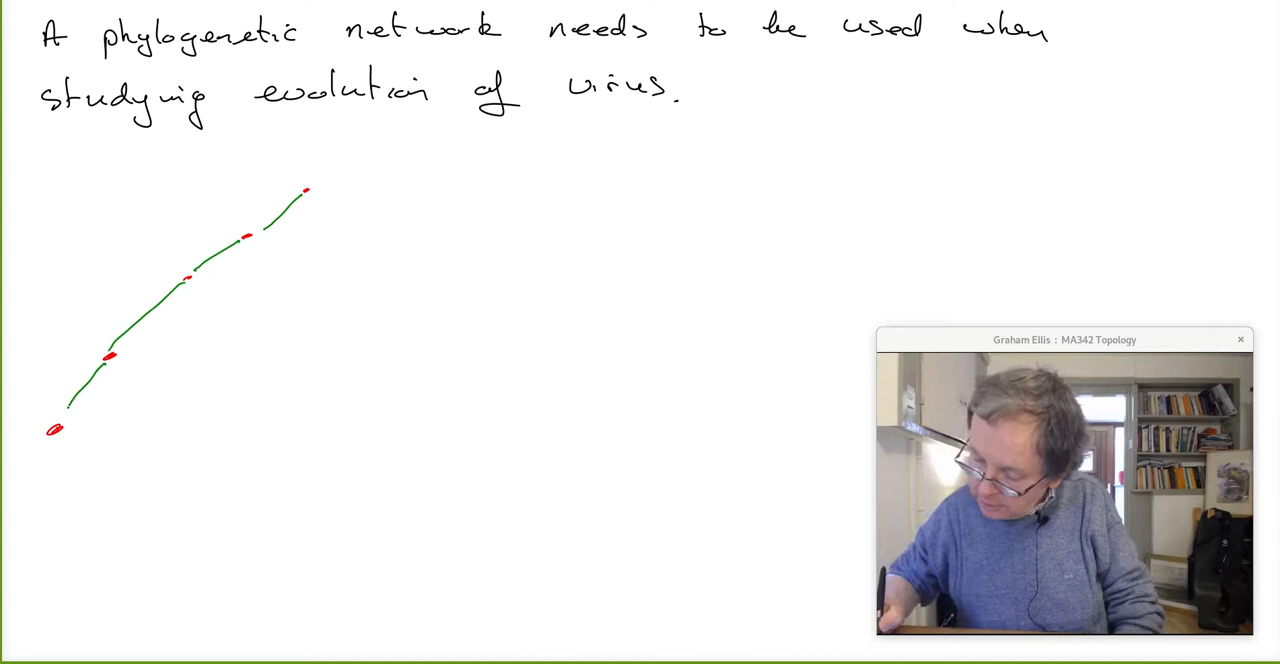 A phylogenetic network needs to be used when
studying evolution of virus.
Graham Ellis : MA342 Topology